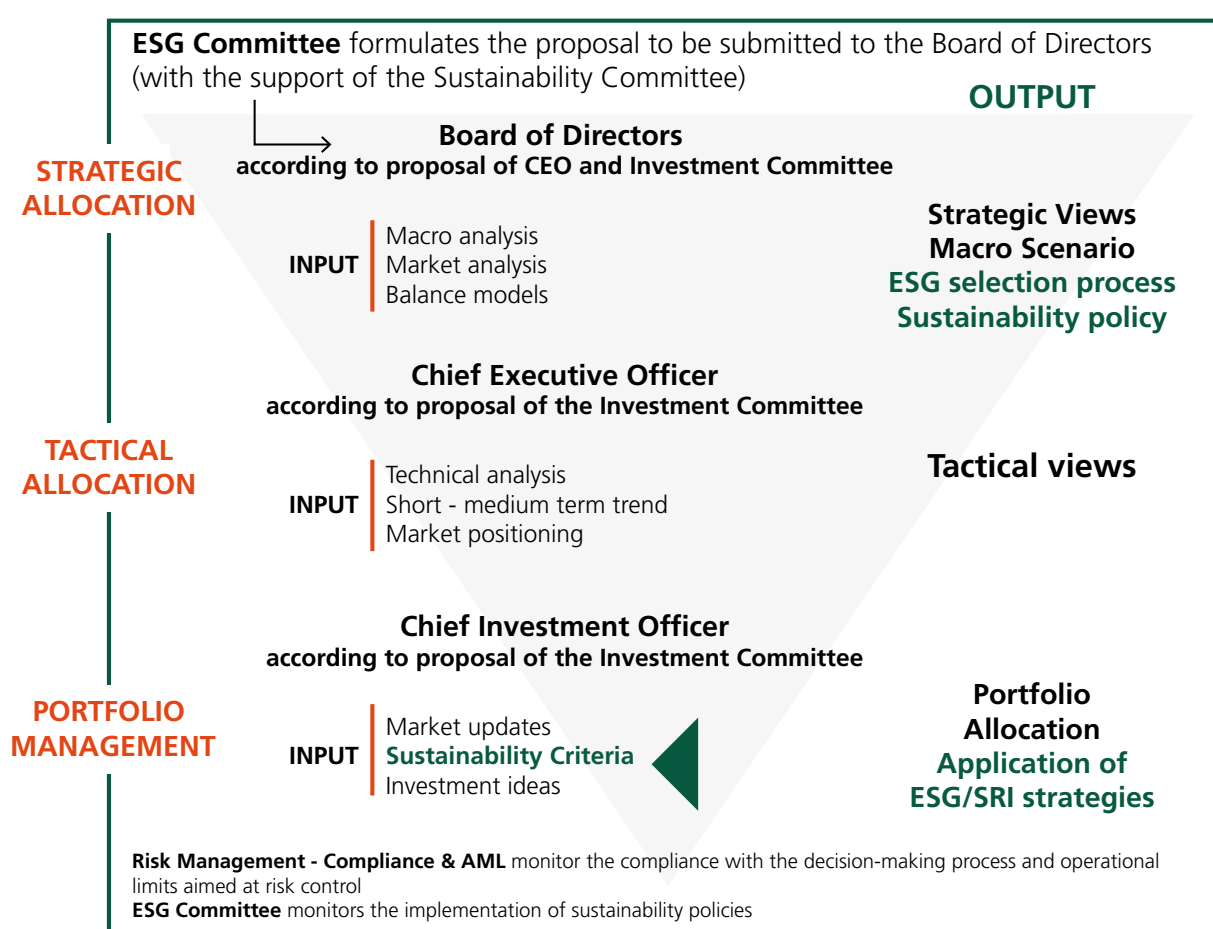 ESG Committee formulates the proposal to be submitted to the Board of Directors
(with the support of the Sustainability Committee)
OUTPUT
STRATEGIC
ALLOCATION
Board of Directors
according to proposal of CEO and Investment Committee
INPUT
Macro analysis
Market analysis
Balance models
Strategic Views
Macro Scenario
ESG selection process
Sustainability policy
TACTICAL
ALLOCATION
Chief Executive Officer
according to proposal of the Investment Committee
INPUT
Technical analysis
Short - medium term trend
Market positioning
Tactical views
PORTFOLIO
MANAGEMENT
Chief Investment Officer
according to proposal of the Investment Committee
INPUT
Market updates
Sustainability Criteria
Investment ideas
Portfolio
Allocation
Application of
ESG/SRI strategies
Risk Management - Compliance & AML monitor the compliance with the decision-making process and operational
limits aimed at risk control
ESG Committee monitors the implementation of sustainability policies